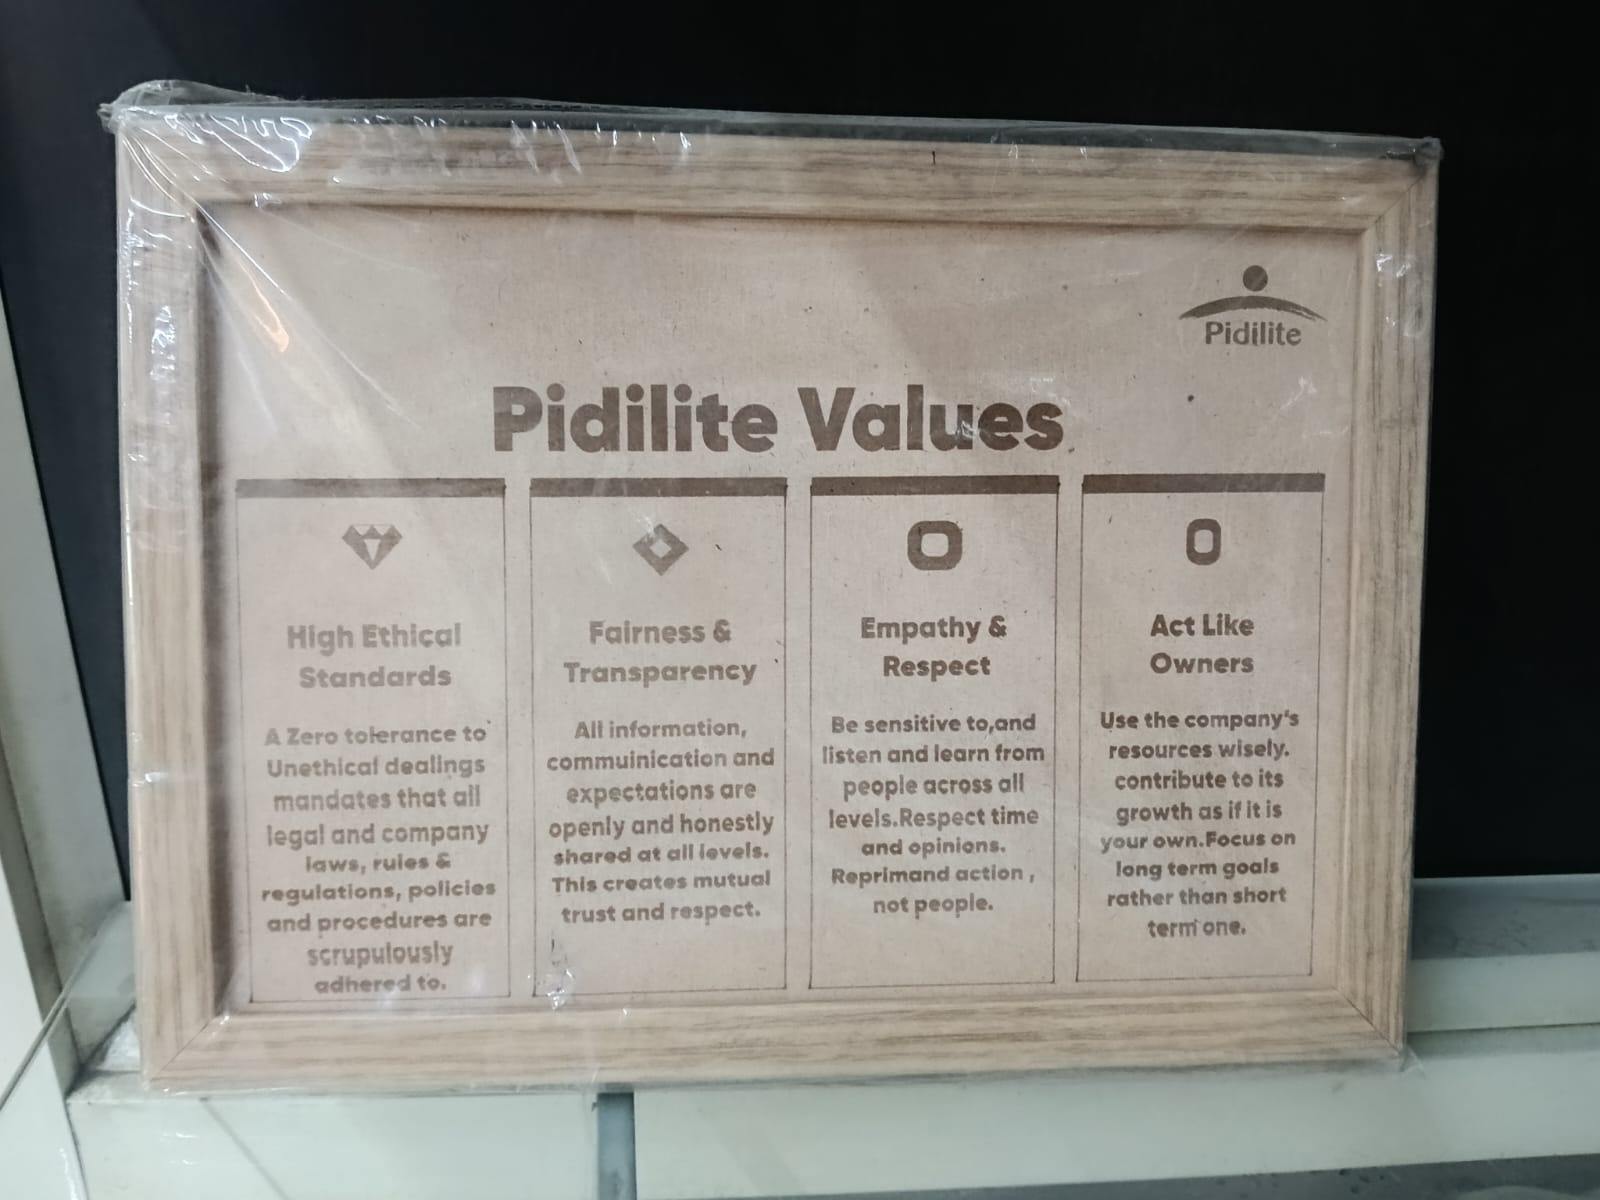 Pidilite
Pidilite Values
High Ethical
Standards
A Zero tolerance to
Unethical dealings
mandates that all
legal and company
laws, rules &
regulations, policies
and procedures are
scrupulously
adhered to.
Fairness &
Transparency
All information,
commuinication and
expectations are
openly and honestly
shared at all levels.
This creates mutual
trust and respect.
Empathy &
Respect
Be sensitive to,and
listen and learn from
people across all
levels.Respect time
and opinions.
Reprimand action ,
not people.
Act Like
Owners
Use the company's
resources wisely.
contribute to its
growth as if it is
your own.Focus on
long term goals
rather than short
term one.